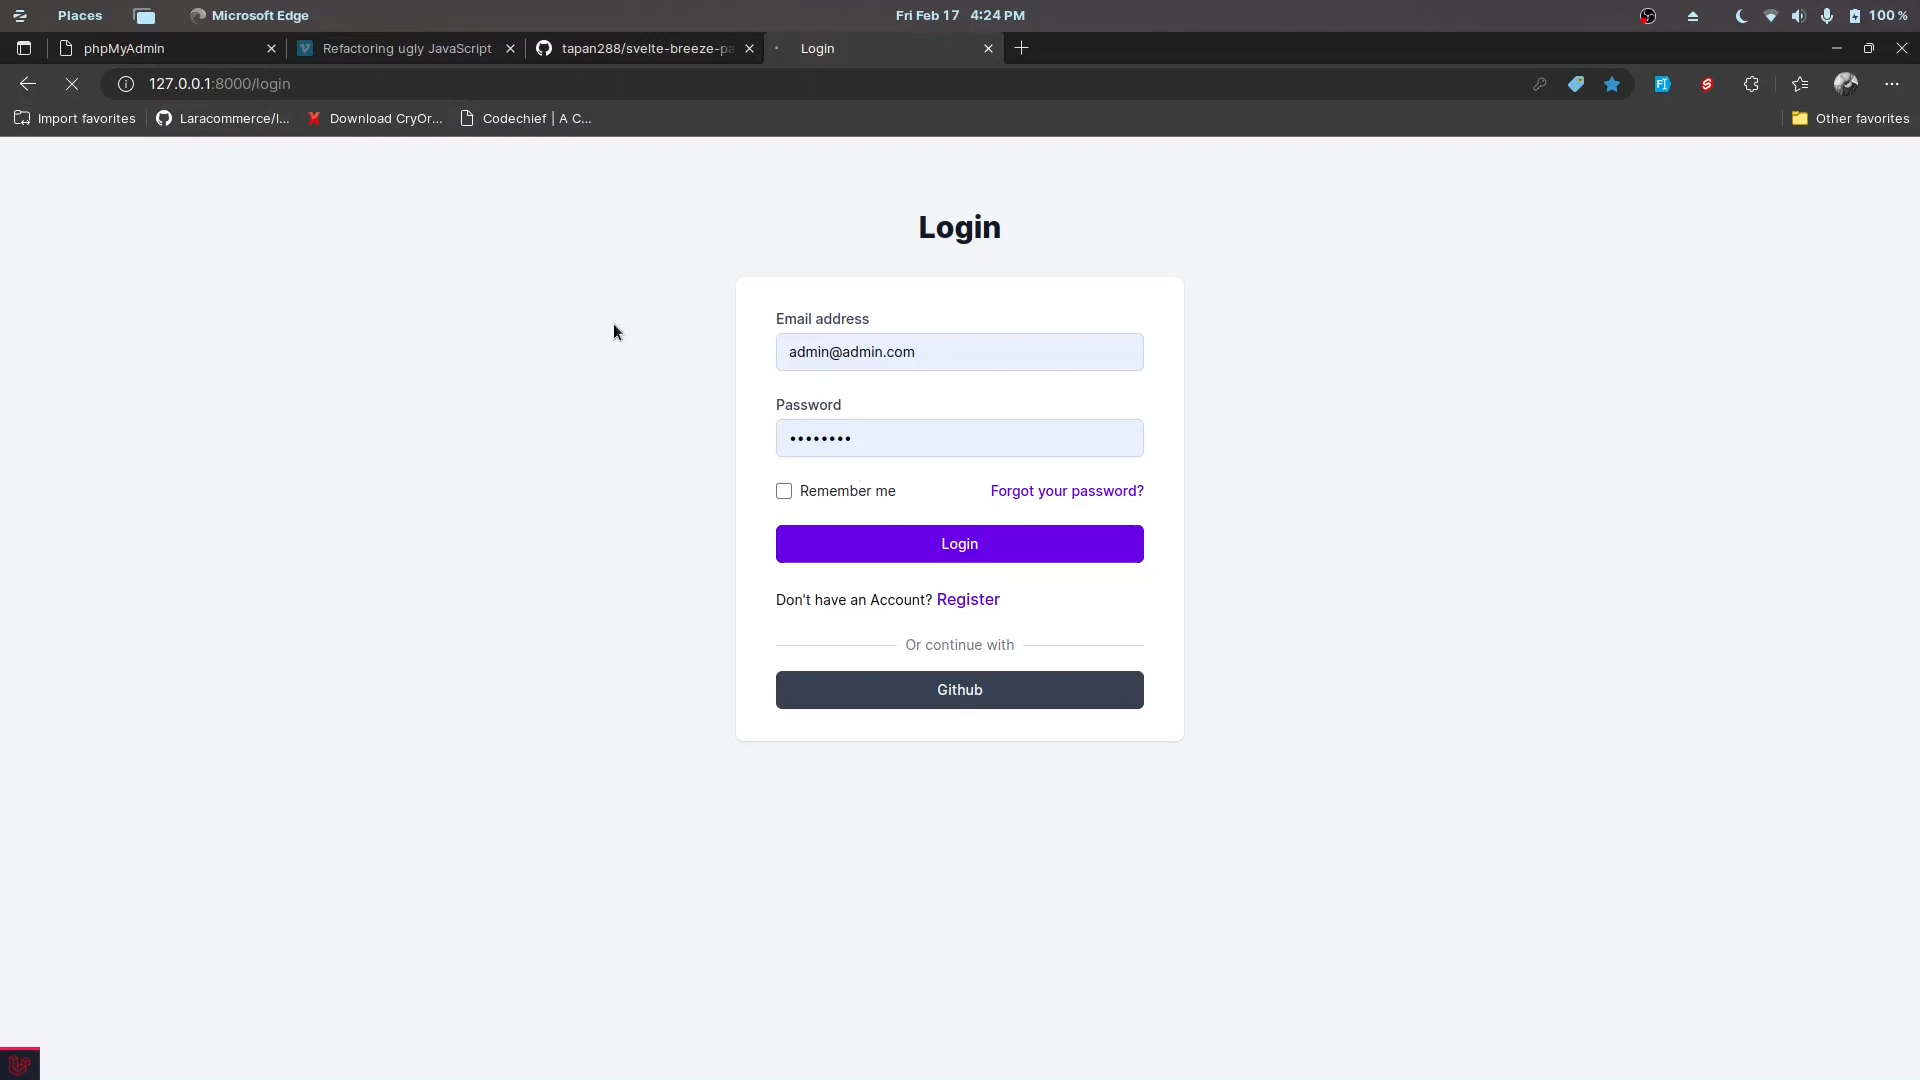 Places Microsoft Edge Fri Feb 17 4:24 PM 100 %
phpMyAdmin Refactoring ugly JavaScript tapan288/svelte-breeze-pa Login
127.0.0.1:8000/login
Import favorites Laracommerce/l... Download CryOr... Codechief | A C... Other favorites
Login
Email address
admin@admin.com
Password
Remember me Forgot your password?
Login
Don't have an Account? Register
Or continue with
Github